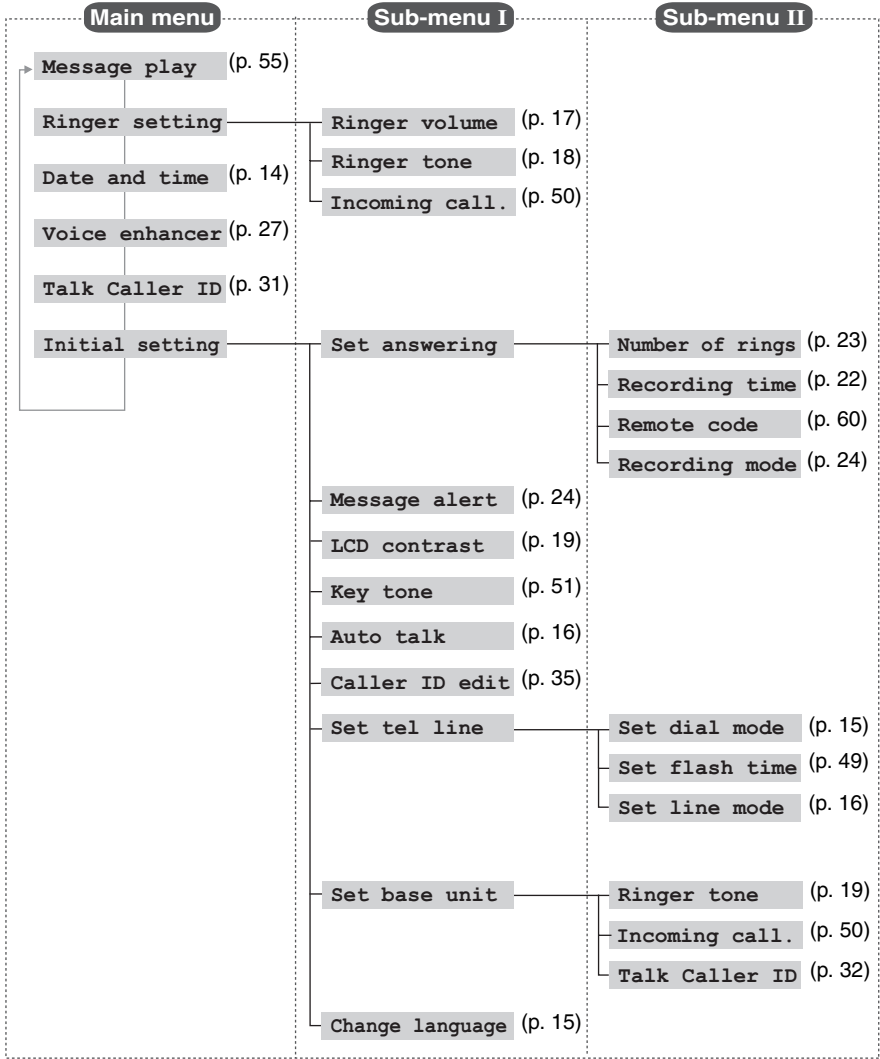 Main menu Sub-menu I Sub-menu II
Message play (p. 55)
Ringer setting Ringer volume (p. 17)
Ringer tone (p. 18)
Date and time (p. 14)
Incoming call. (p. 50)
Voice enhancer (p. 27)
Talk Caller ID (p. 31)
Initial setting Set answering Number of rings (p. 23)
Recording time (p. 22)
Remote code (p. 60)
Recording mode (p. 24)
Message alert (p. 24)
LCD contrast (p. 19)
Key tone (p. 51)
Auto talk (p. 16)
Caller ID edit (p. 35)
Set tel line Set dial mode (p. 15)
Set flash time (p. 49)
Set line mode (p. 16)
Set base unit Ringer tone (p. 19)
Incoming call. (p. 50)
Talk Caller ID (p. 32)
Change language (p. 15)